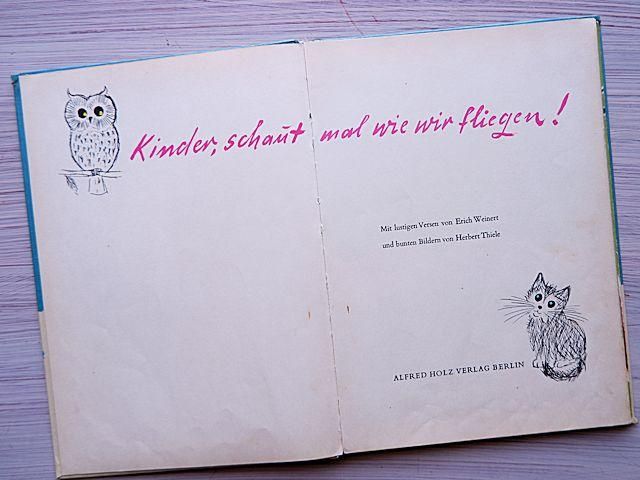 Kinder, schaut mal wie wir fliegen!
Mit lustigen Versen von Erich Weinert
und bunten Bildern von Herbert Thiele
ALFRED HOLZ VERLAG BERLIN